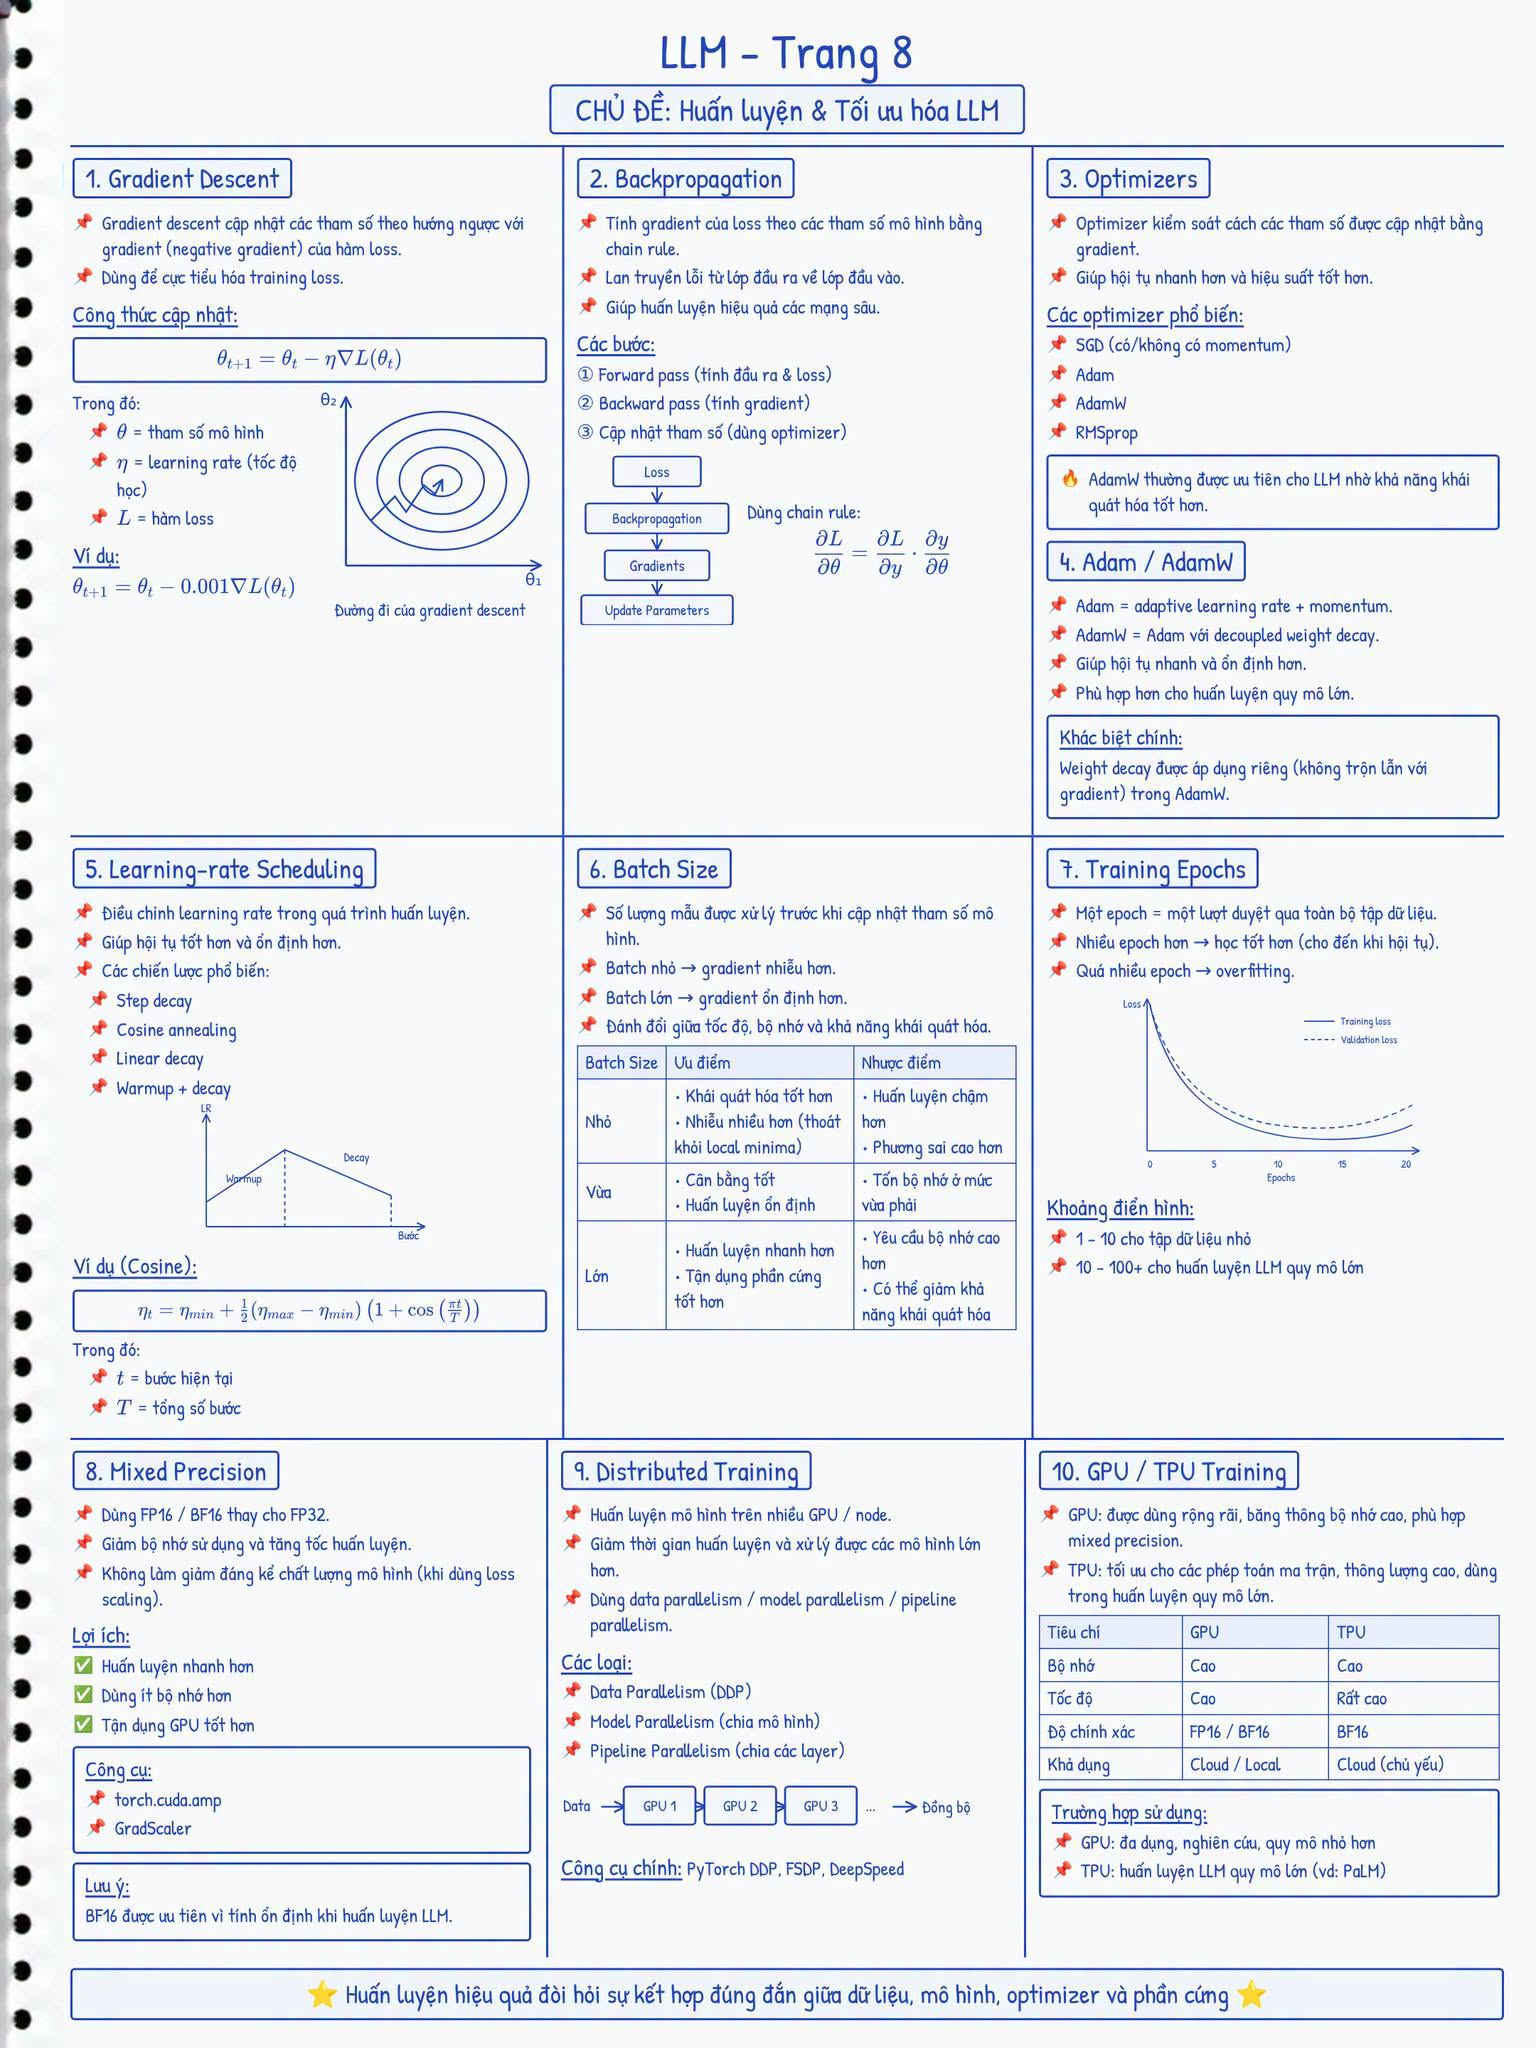 LLM – Trang 8
CHỦ ĐỀ: Huấn luyện & Tối ưu hóa LLM
1. Gradient Descent
📌 Gradient descent cập nhật các tham số theo hướng ngược với
gradient (negative gradient) của hàm loss.
📌 Dùng để cực tiểu hóa training loss.
Công thức cập nhật:
θ_{t+1} = θ_t − η∇L(θ_t)
Trong đó:
📌 θ = tham số mô hình
📌 η = learning rate (tốc độ
học)
📌 L = hàm loss
Ví dụ:
θ_{t+1} = θ_t − 0.001∇L(θ_t)
θ₂
θ₁
Đường đi của gradient descent
2. Backpropagation
📌 Tính gradient của loss theo các tham số mô hình bằng
chain rule.
📌 Lan truyền lỗi từ lớp đầu ra về lớp đầu vào.
📌 Giúp huấn luyện hiệu quả các mạng sâu.
Các bước:
① Forward pass (tính đầu ra & loss)
② Backward pass (tính gradient)
③ Cập nhật tham số (dùng optimizer)
Loss
Backpropagation
Gradients
Update Parameters
Dùng chain rule:
∂L/∂θ = ∂L/∂y · ∂y/∂θ
3. Optimizers
📌 Optimizer kiểm soát cách các tham số được cập nhật bằng
gradient.
📌 Giúp hội tụ nhanh hơn và hiệu suất tốt hơn.
Các optimizer phổ biến:
📌 SGD (có/không có momentum)
📌 Adam
📌 AdamW
📌 RMSprop
🔥 AdamW thường được ưu tiên cho LLM nhờ khả năng khái
quát hóa tốt hơn.
4. Adam / AdamW
📌 Adam = adaptive learning rate + momentum.
📌 AdamW = Adam với decoupled weight decay.
📌 Giúp hội tụ nhanh và ổn định hơn.
📌 Phù hợp hơn cho huấn luyện quy mô lớn.
Khác biệt chính:
Weight decay được áp dụng riêng (không trộn lẫn với
gradient) trong AdamW.
5. Learning-rate Scheduling
📌 Điều chỉnh learning rate trong quá trình huấn luyện.
📌 Giúp hội tụ tốt hơn và ổn định hơn.
📌 Các chiến lược phổ biến:
📌 Step decay
📌 Cosine annealing
📌 Linear decay
📌 Warmup + decay
LR
Warmup
Decay
Bước
Ví dụ (Cosine):
η_t = η_{min} + ½(η_{max} − η_{min}) (1 + cos(πt/T))
Trong đó:
📌 t = bước hiện tại
📌 T = tổng số bước
6. Batch Size
📌 Số lượng mẫu được xử lý trước khi cập nhật tham số mô
hình.
📌 Batch nhỏ → gradient nhiễu hơn.
📌 Batch lớn → gradient ổn định hơn.
📌 Đánh đổi giữa tốc độ, bộ nhớ và khả năng khái quát hóa.
Batch Size
Ưu điểm
Nhược điểm
Nhỏ
• Khái quát hóa tốt hơn
• Nhiễu nhiều hơn (thoát
khỏi local minima)
• Huấn luyện chậm
hơn
• Phương sai cao hơn
Vừa
• Cân bằng tốt
• Huấn luyện ổn định
• Tốn bộ nhớ ở mức
vừa phải
Lớn
• Huấn luyện nhanh hơn
• Tận dụng phần cứng
tốt hơn
• Yêu cầu bộ nhớ cao
hơn
• Có thể giảm khả
năng khái quát hóa
7. Training Epochs
📌 Một epoch = một lượt duyệt qua toàn bộ tập dữ liệu.
📌 Nhiều epoch hơn → học tốt hơn (cho đến khi hội tụ).
📌 Quá nhiều epoch → overfitting.
Loss
Training loss
Validation loss
0 5 10 15 20
Epochs
Khoảng điển hình:
📌 1 – 10 cho tập dữ liệu nhỏ
📌 10 – 100+ cho huấn luyện LLM quy mô lớn
8. Mixed Precision
📌 Dùng FP16 / BF16 thay cho FP32.
📌 Giảm bộ nhớ sử dụng và tăng tốc huấn luyện.
📌 Không làm giảm đáng kể chất lượng mô hình (khi dùng loss
scaling).
Lợi ích:
✅ Huấn luyện nhanh hơn
✅ Dùng ít bộ nhớ hơn
✅ Tận dụng GPU tốt hơn
Công cụ:
📌 torch.cuda.amp
📌 GradScaler
Lưu ý:
BF16 được ưu tiên vì tính ổn định khi huấn luyện LLM.
9. Distributed Training
📌 Huấn luyện mô hình trên nhiều GPU / node.
📌 Giảm thời gian huấn luyện và xử lý được các mô hình lớn
hơn.
📌 Dùng data parallelism / model parallelism / pipeline
parallelism.
Các loại:
📌 Data Parallelism (DDP)
📌 Model Parallelism (chia mô hình)
📌 Pipeline Parallelism (chia các layer)
Data → GPU 1 → GPU 2 → GPU 3 ... → Đồng bộ
Công cụ chính: PyTorch DDP, FSDP, DeepSpeed
10. GPU / TPU Training
📌 GPU: được dùng rộng rãi, băng thông bộ nhớ cao, phù hợp
mixed precision.
📌 TPU: tối ưu cho các phép toán ma trận, thông lượng cao, dùng
trong huấn luyện quy mô lớn.
Tiêu chí GPU TPU
Bộ nhớ Cao Cao
Tốc độ Cao Rất cao
Độ chính xác FP16 / BF16 BF16
Khả dụng Cloud / Local Cloud (chủ yếu)
Trường hợp sử dụng:
📌 GPU: đa dụng, nghiên cứu, quy mô nhỏ hơn
📌 TPU: huấn luyện LLM quy mô lớn (vd: PaLM)
⭐ Huấn luyện hiệu quả đòi hỏi sự kết hợp đúng đắn giữa dữ liệu, mô hình, optimizer và phần cứng ⭐